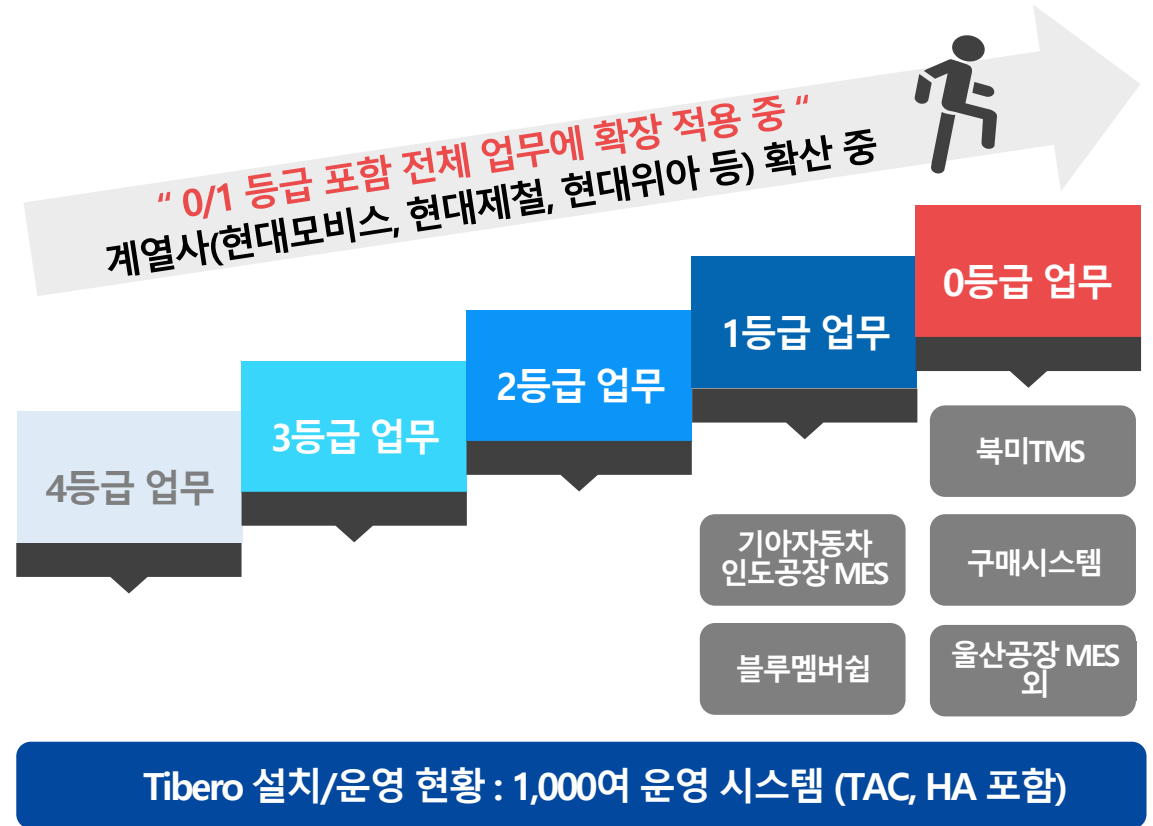 “ 0/1 등급 포함 전체 업무에 확장 적용 중 “
계열사(현대모비스, 현대제철, 현대위아 등) 확산 중
0등급 업무
1등급 업무
2등급 업무
3등급 업무
4등급 업무
북미TMS
기아자동차
인도공장 MES
구매시스템
블루멤버쉽
울산공장 MES
외
Tibero 설치/운영 현황 : 1,000여 운영 시스템 (TAC, HA 포함)